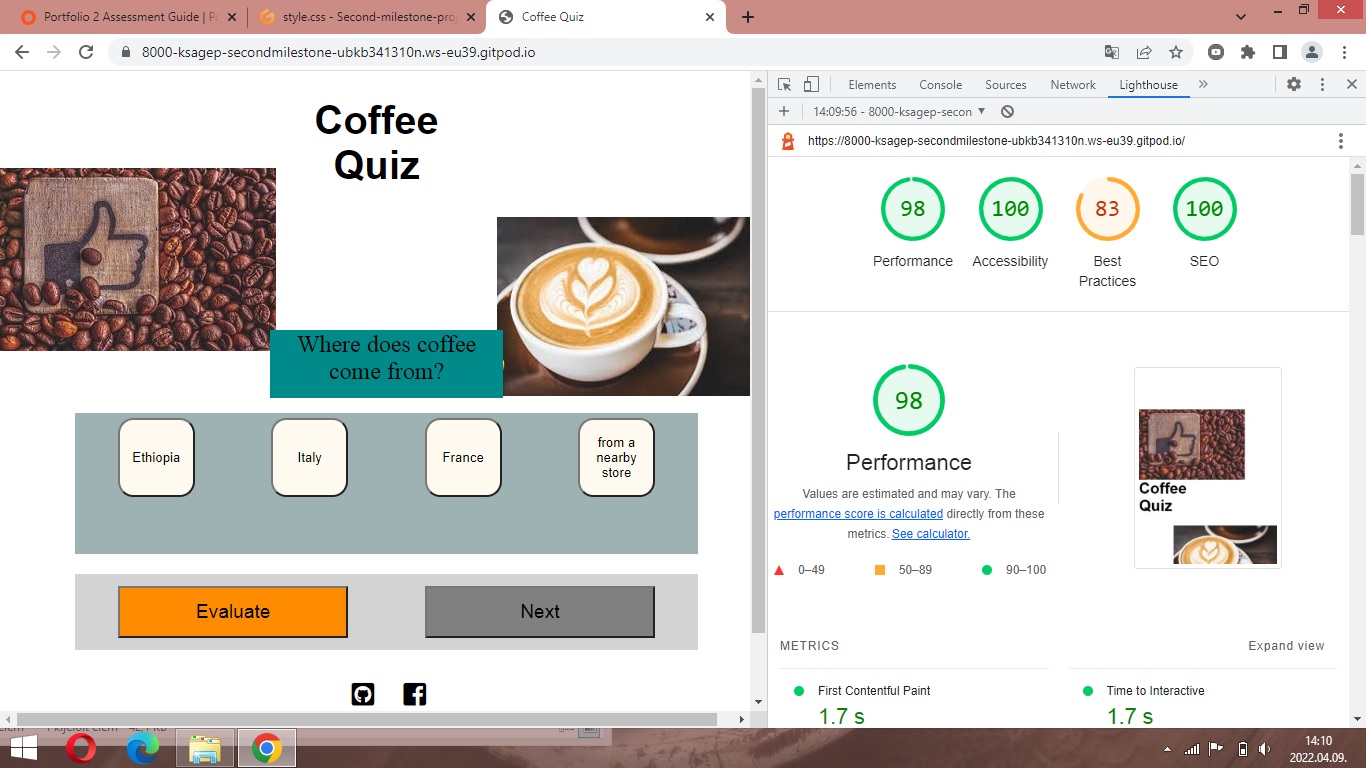 Portfolio 2 Assessment Guide | P
style.css - Second-milestone-proj
Coffee Quiz
8000-ksagep-secondmilestone-ubkb341310n.ws-eu39.gitpod.io
Coffee
Quiz
Where does coffee
come from?
Ethiopia
Italy
France
from a
nearby
store
Evaluate
Next
Elements
Console
Sources
Network
Lighthouse
14:09:56 - 8000-ksagep-secon
https://8000-ksagep-secondmilestone-ubkb341310n.ws-eu39.gitpod.io/
98
100
83
100
Performance
Accessibility
Best
Practices
SEO
98
Performance
Values are estimated and may vary. The
performance score is calculated directly from these
metrics. See calculator.
0–49
50–89
90–100
Coffee
Quiz
METRICS
Expand view
First Contentful Paint
1.7 s
Time to Interactive
1.7 s
14:10
2022.04.09.